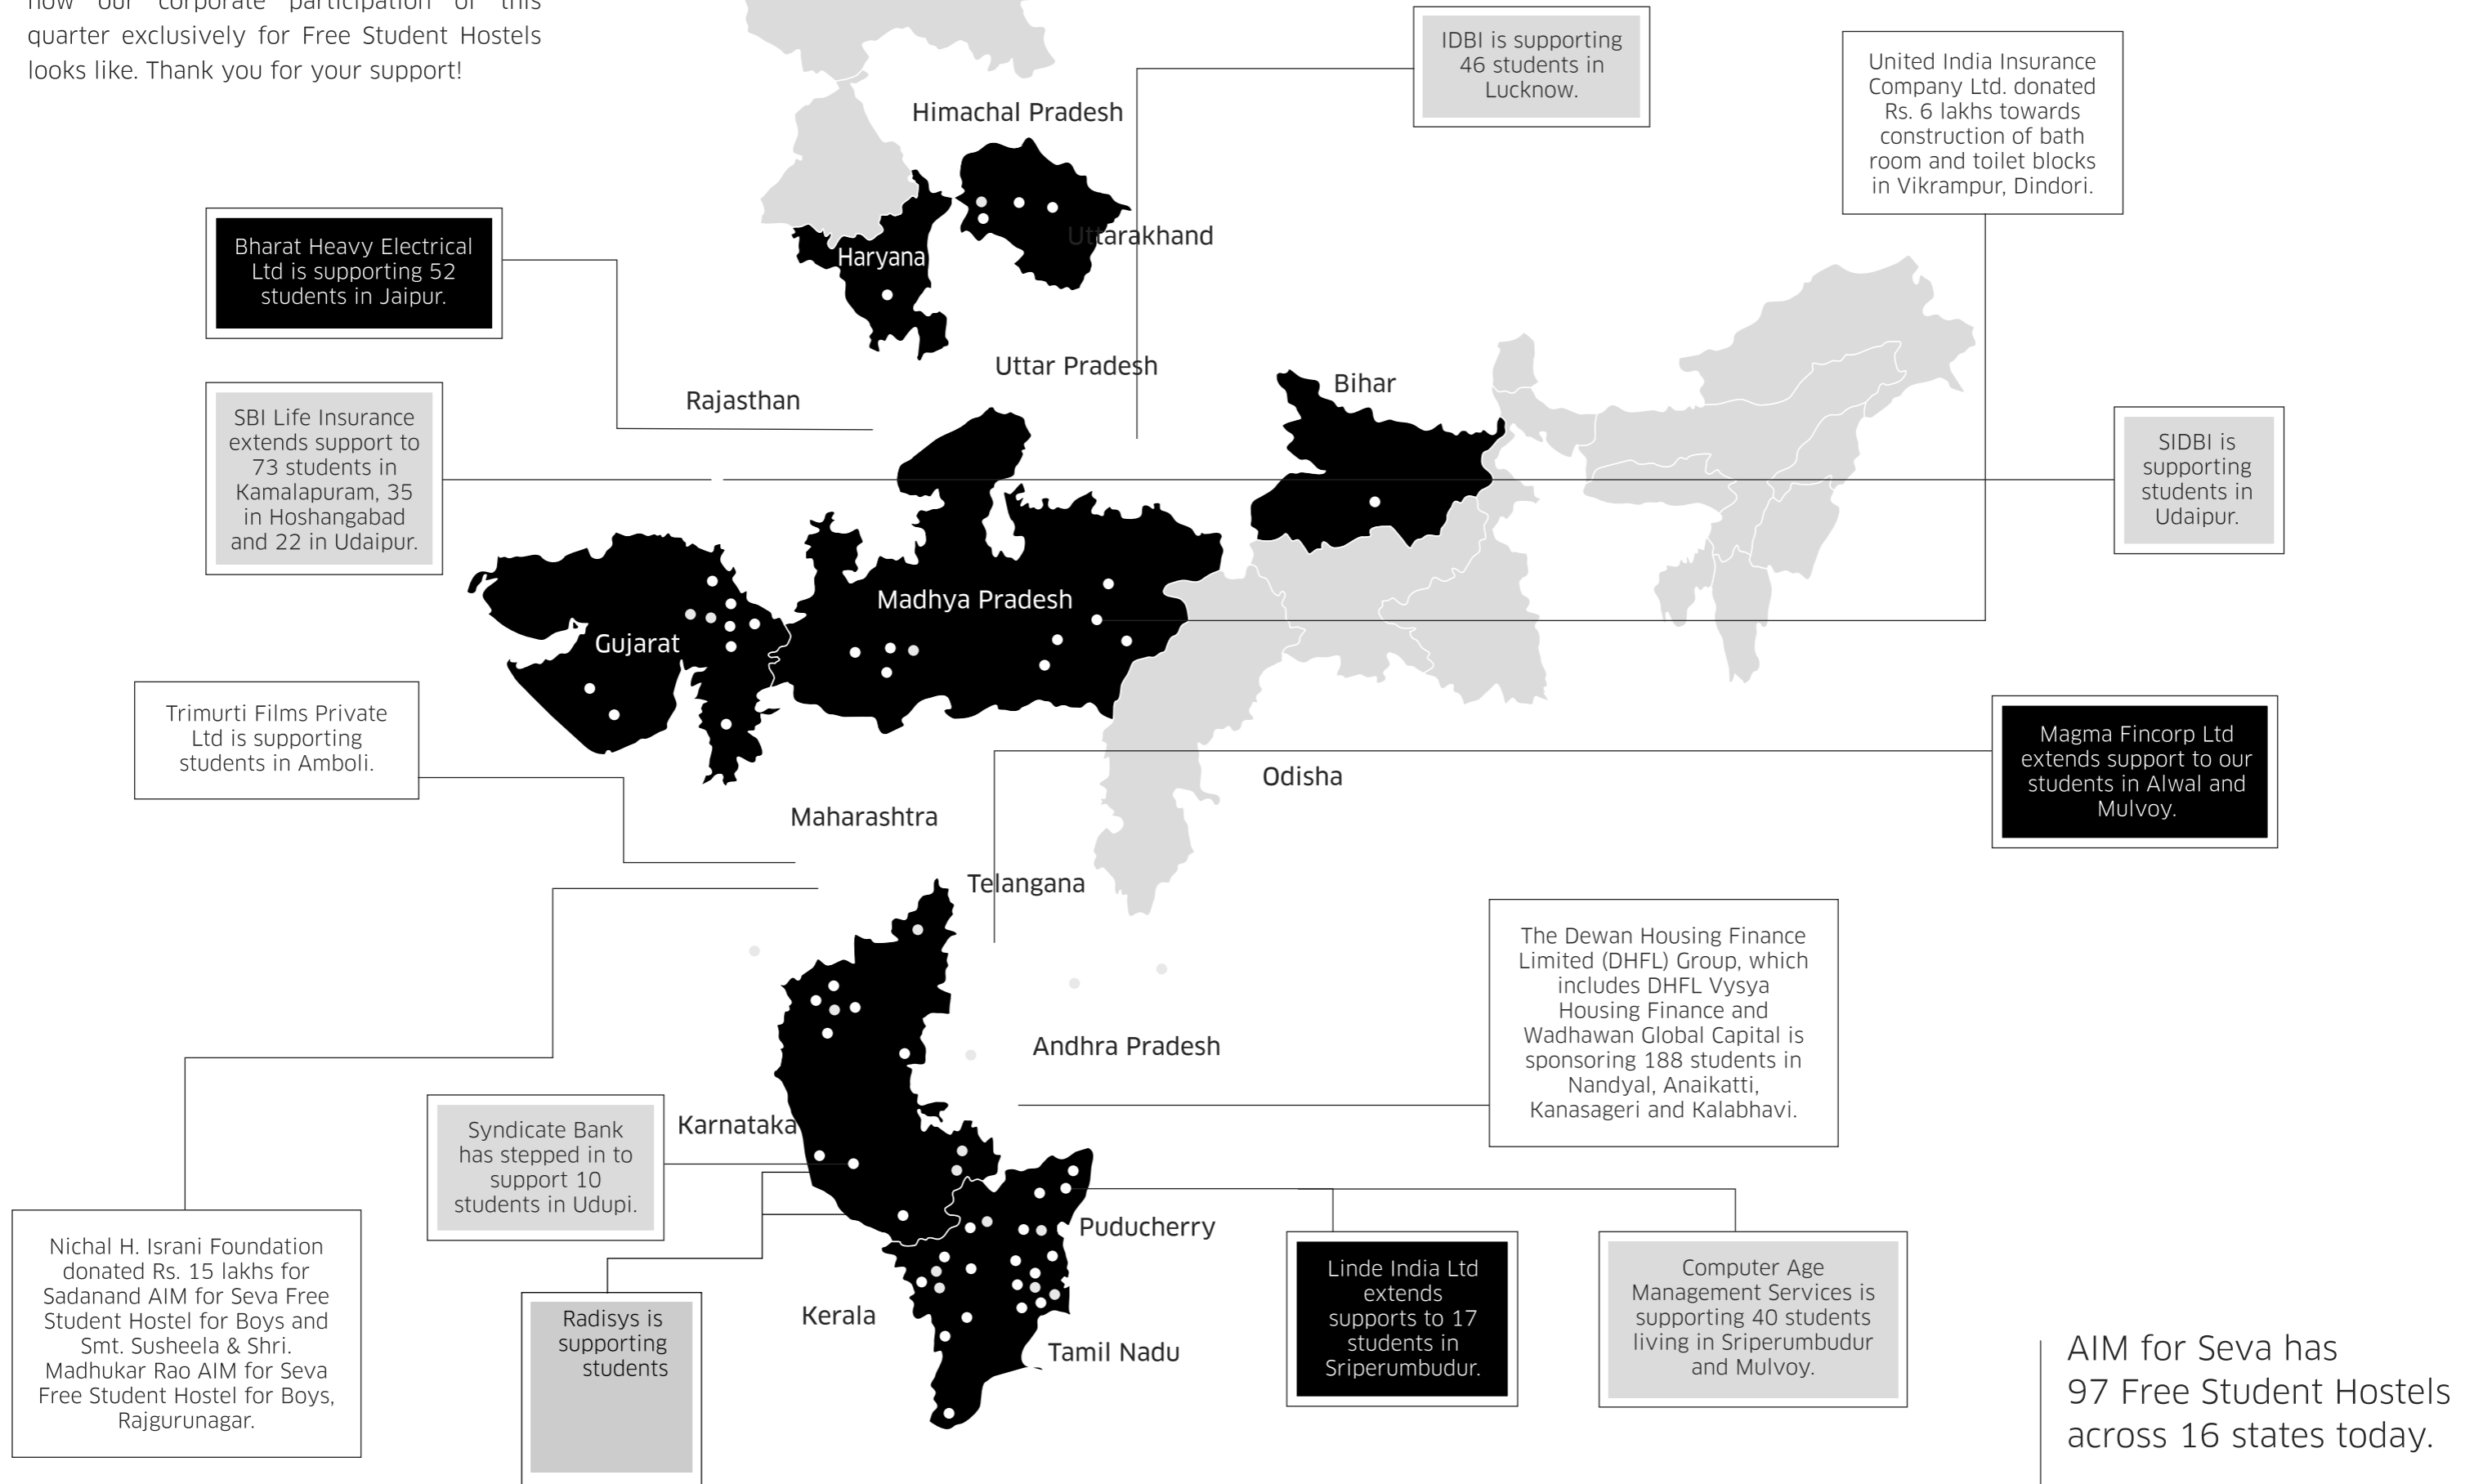 how our corporate participation of this
quarter exclusively for Free Student Hostels
looks like. Thank you for your support!
IDBI is supporting
46 students in
Lucknow.
United India Insurance
Company Ltd. donated
Rs. 6 lakhs towards
construction of bath
room and toilet blocks
in Vikrampur, Dindori.
Himachal Pradesh
Uttarakhand
Haryana
Bharat Heavy Electrical
Ltd is supporting 52
students in Jaipur.
Uttar Pradesh
Rajasthan
Bihar
SBI Life Insurance
extends support to
73 students in
Kamalapuram, 35
in Hoshangabad
and 22 in Udaipur.
SIDBI is
supporting
students in
Udaipur.
Madhya Pradesh
Gujarat
Trimurti Films Private
Ltd is supporting
students in Amboli.
Magma Fincorp Ltd
extends support to our
students in Alwal and
Mulvoy.
Odisha
Maharashtra
Telangana
The Dewan Housing Finance
Limited (DHFL) Group, which
includes DHFL Vysya
Housing Finance and
Wadhawan Global Capital is
sponsoring 188 students in
Nandyal, Anaikatti,
Kanasageri and Kalabhavi.
Andhra Pradesh
Karnataka
Syndicate Bank
has stepped in to
support 10
students in Udupi.
Puducherry
Nichal H. Israni Foundation
donated Rs. 15 lakhs for
Sadanand AIM for Seva Free
Student Hostel for Boys and
Smt. Susheela & Shri.
Madhukar Rao AIM for Seva
Free Student Hostel for Boys,
Rajgurunagar.
Radisys is
supporting
students
Kerala
Tamil Nadu
Linde India Ltd
extends
supports to 17
students in
Sriperumbudur.
Computer Age
Management Services is
supporting 40 students
living in Sriperumbudur
and Mulvoy.
AIM for Seva has
97 Free Student Hostels
across 16 states today.